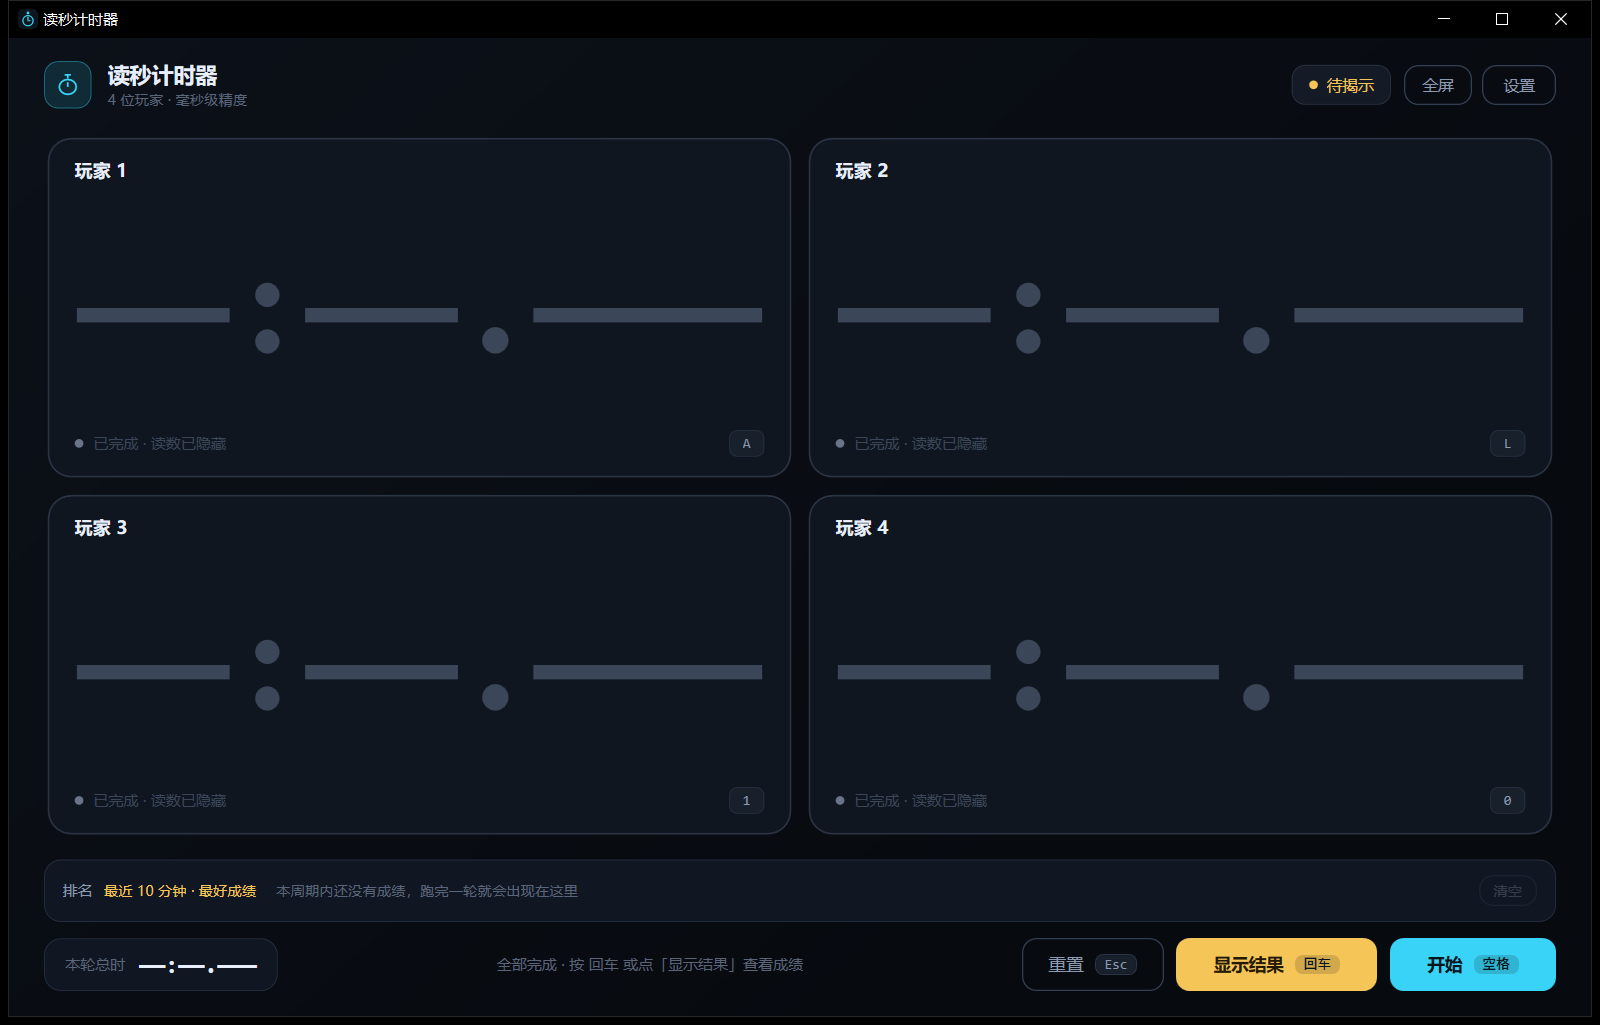 读秒计时器
读秒计时器
4 位玩家 · 毫秒级精度
待揭示
全屏
设置
玩家 1
已完成 · 读数已隐藏
A
玩家 2
已完成 · 读数已隐藏
L
玩家 3
已完成 · 读数已隐藏
1
玩家 4
已完成 · 读数已隐藏
0
排名 最近 10 分钟 · 最好成绩 本周期内还没有成绩，跑完一轮就会出现在这里
清空
本轮总时 ——:——.———
全部完成 · 按 回车 或点「显示结果」查看成绩
重置 Esc
显示结果 回车
开始 空格